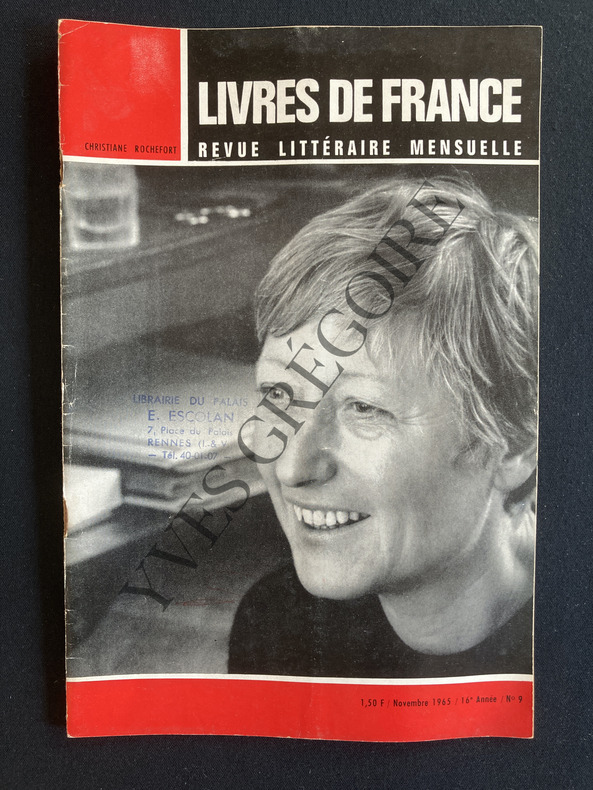 LIVRES DE FRANCE
CHRISTIANE ROCHEFORT
REVUE LITTÉRAIRE MENSUELLE
LIBRAIRIE DU PALAIS
E. ESCOLAN
7, Place du Palais
RENNES (I.-& V.)
— Tél. 40-01-07
YVES GRÉGOIRE
1,50 F / Novembre 1965 / 16e Année / No 9